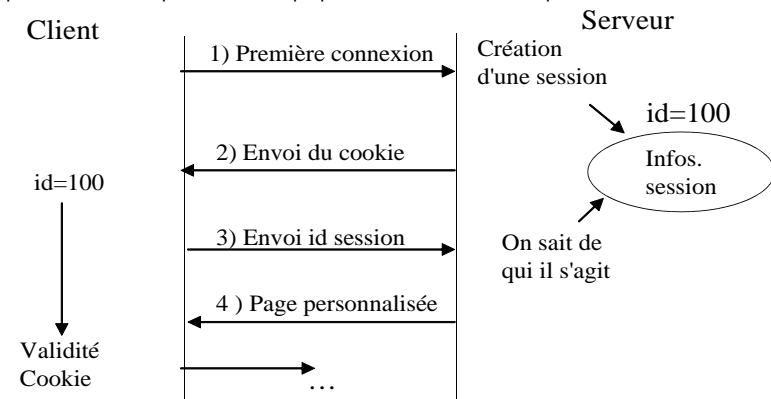 Client
Serveur
1) Première connexion
Création
d'une session
id=100
2) Envoi du cookie
Infos.
session
id=100
3) Envoi id session
On sait de
qui il s'agit
4 ) Page personnalisée
Validité
Cookie
...